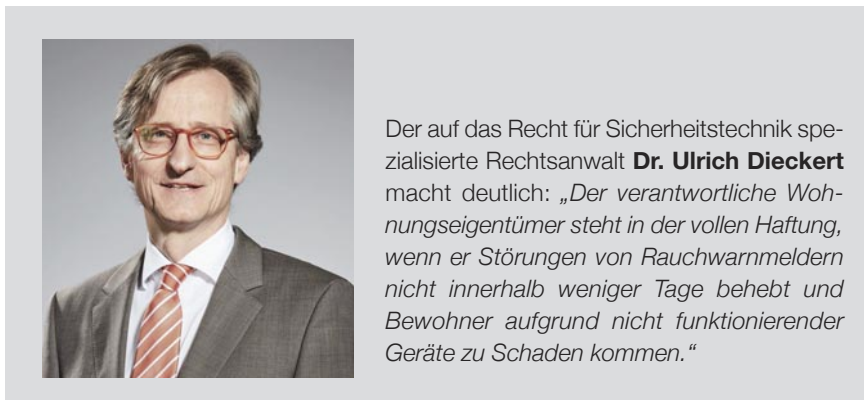 Der auf das Recht für Sicherheitstechnik spe-
zialisierte Rechtsanwalt Dr. Ulrich Dieckert
macht deutlich: „Der verantwortliche Woh-
nungseigentümer steht in der vollen Haftung,
wenn er Störungen von Rauchwarnmeldern
nicht innerhalb weniger Tage behebt und
Bewohner aufgrund nicht funktionierender
Geräte zu Schaden kommen.“